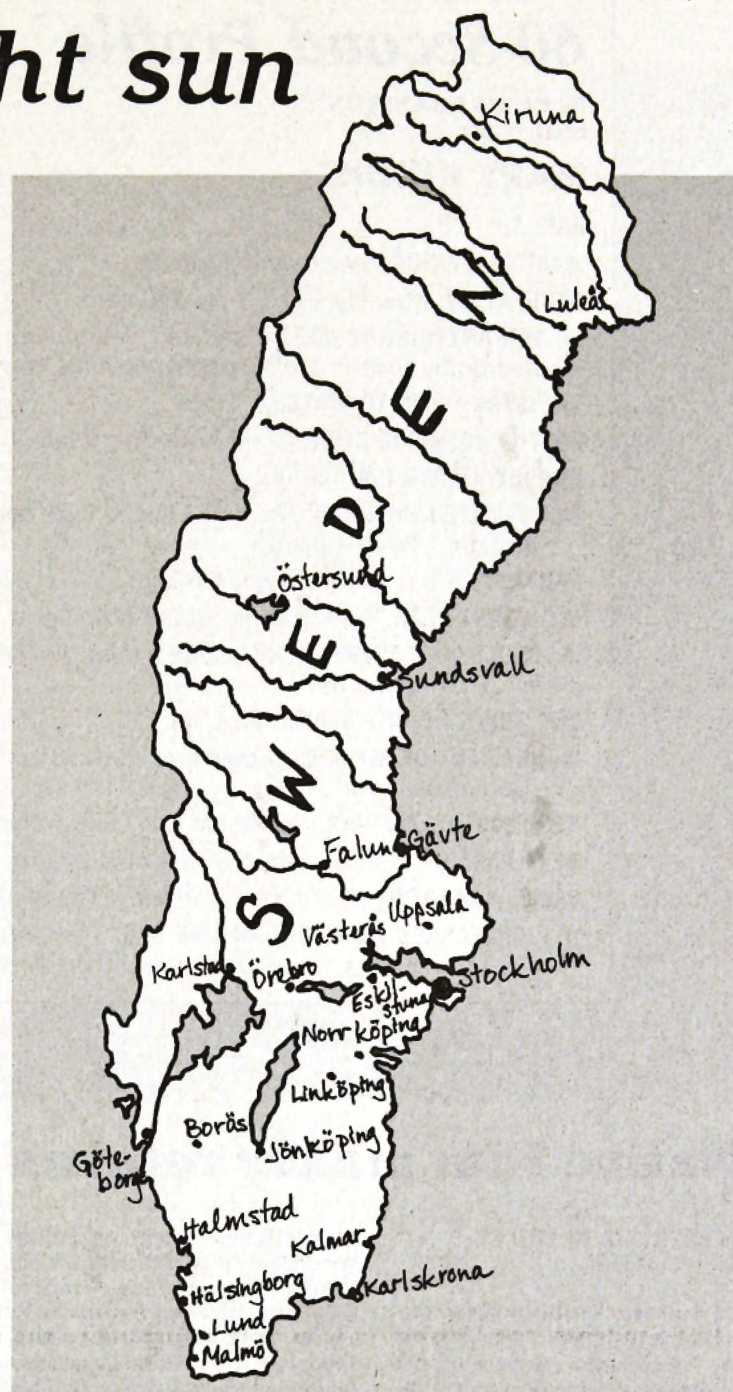 ht sun
Kiruna
Luleå
N
E
D
Östersund
E
Sundsvall
W
Falun
Gävte
S
Västerås
Uppsala
Karlstad
Örebro
Stockholm
Eskil-
stuna
Norrköping
Linköping
Borås
Jönköping
Göte-
borg
Halmstad
Kalmar
Hälsingborg
Karlskrona
Lund
Malmö